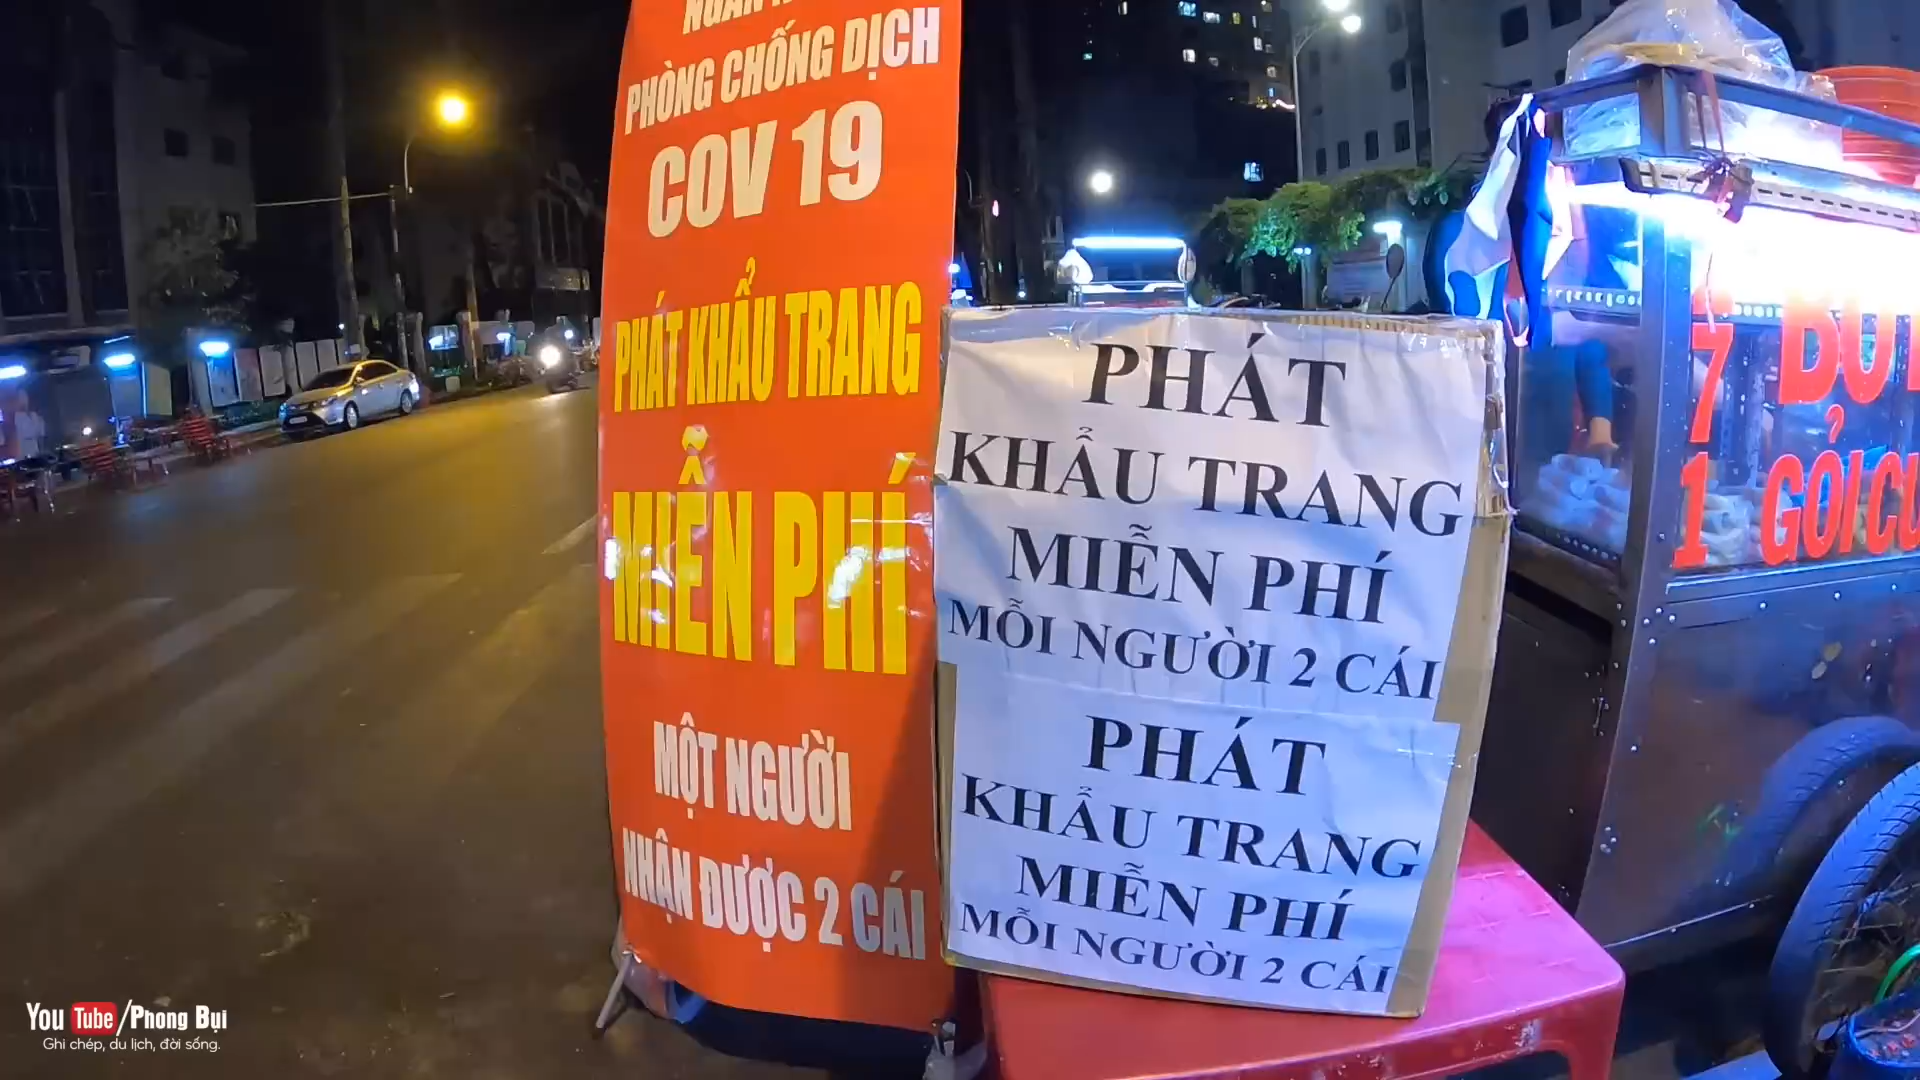 PHÒNG CHỐNG DỊCH
COV 19
PHÁT KHẨU TRANG
MIỄN PHÍ
MỘT NGƯỜI
NHẬN ĐƯỢC 2 CÁI
PHÁT
KHẨU TRANG
MIỄN PHÍ
MỖI NGƯỜI 2 CÁI
PHÁT
KHẨU TRANG
MIỄN PHÍ
MỖI NGƯỜI 2 CÁI
7
1 GỎI
YouTube/Phong Bụi
Ghi chép, du lịch, đời sống.